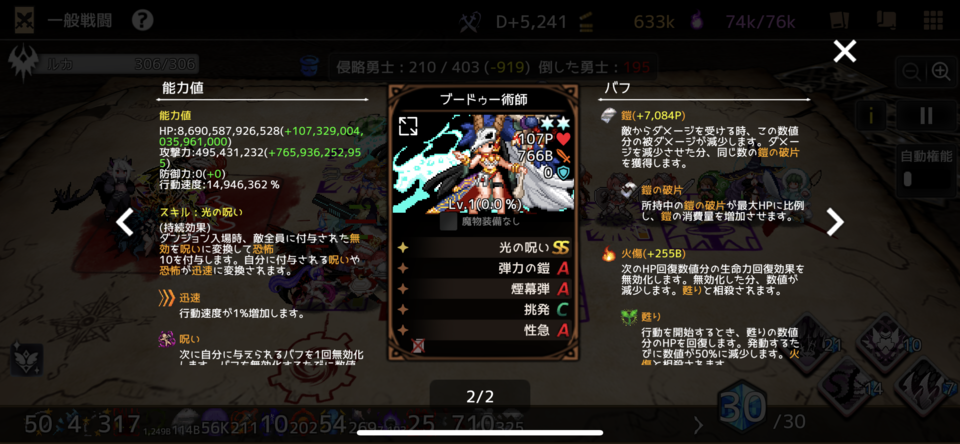 一般戦闘
?
D+5,241
633k
74k/76k
ルカ
306/306
侵略勇士:210 / 403 (-919) 倒した勇士:195
能力値
能力値
HP:8,690,587,926,528(+107,329,004,
035,961,000)
攻撃力:495,431,232(+765,936,252,95
5)
防御力:0(+0)
行動速度:14,946,362 %
スキル:光の呪い
(持続効果)
ダンジョン入場時、敵全員に付与された無
効を呪いに変換して恐怖
10を付与します。自分に付与される呪いや
恐怖が迅速に変換されます。
迅速
行動速度が1%増加します。
呪い
次に自分に与えられるバフを1回無効化
ブードゥー術師
107P
766B
0
Lv.1(0.0 %)
魔物装備なし
光の呪い SS
弾力の鎧 A
煙幕弾 A
挑発 C
性急 A
2/2
バフ
鎧(+7,084P)
敵からダメージを受ける時、この数値
分の被ダメージが減少します。ダメー
ジを減少させた分、同じ数の鎧の破片
を獲得します。
鎧の破片
所持中の鎧の破片が最大HPに比例
し、鎧の消費量を増加させます。
火傷(+255B)
次のHP回復数値分の生命力回復効果を
無効化します。無効化した分、数値が
減少します。甦りと相殺されます。
甦り
行動を開始するとき、甦りの数値
分のHPを回復します。発動するた
びに数値が50%に減少します。火
傷と相殺されます。
自動権能
21
10
14
17
50
4
317
56K
211
10
202
54
269
25
710
325
30
/30